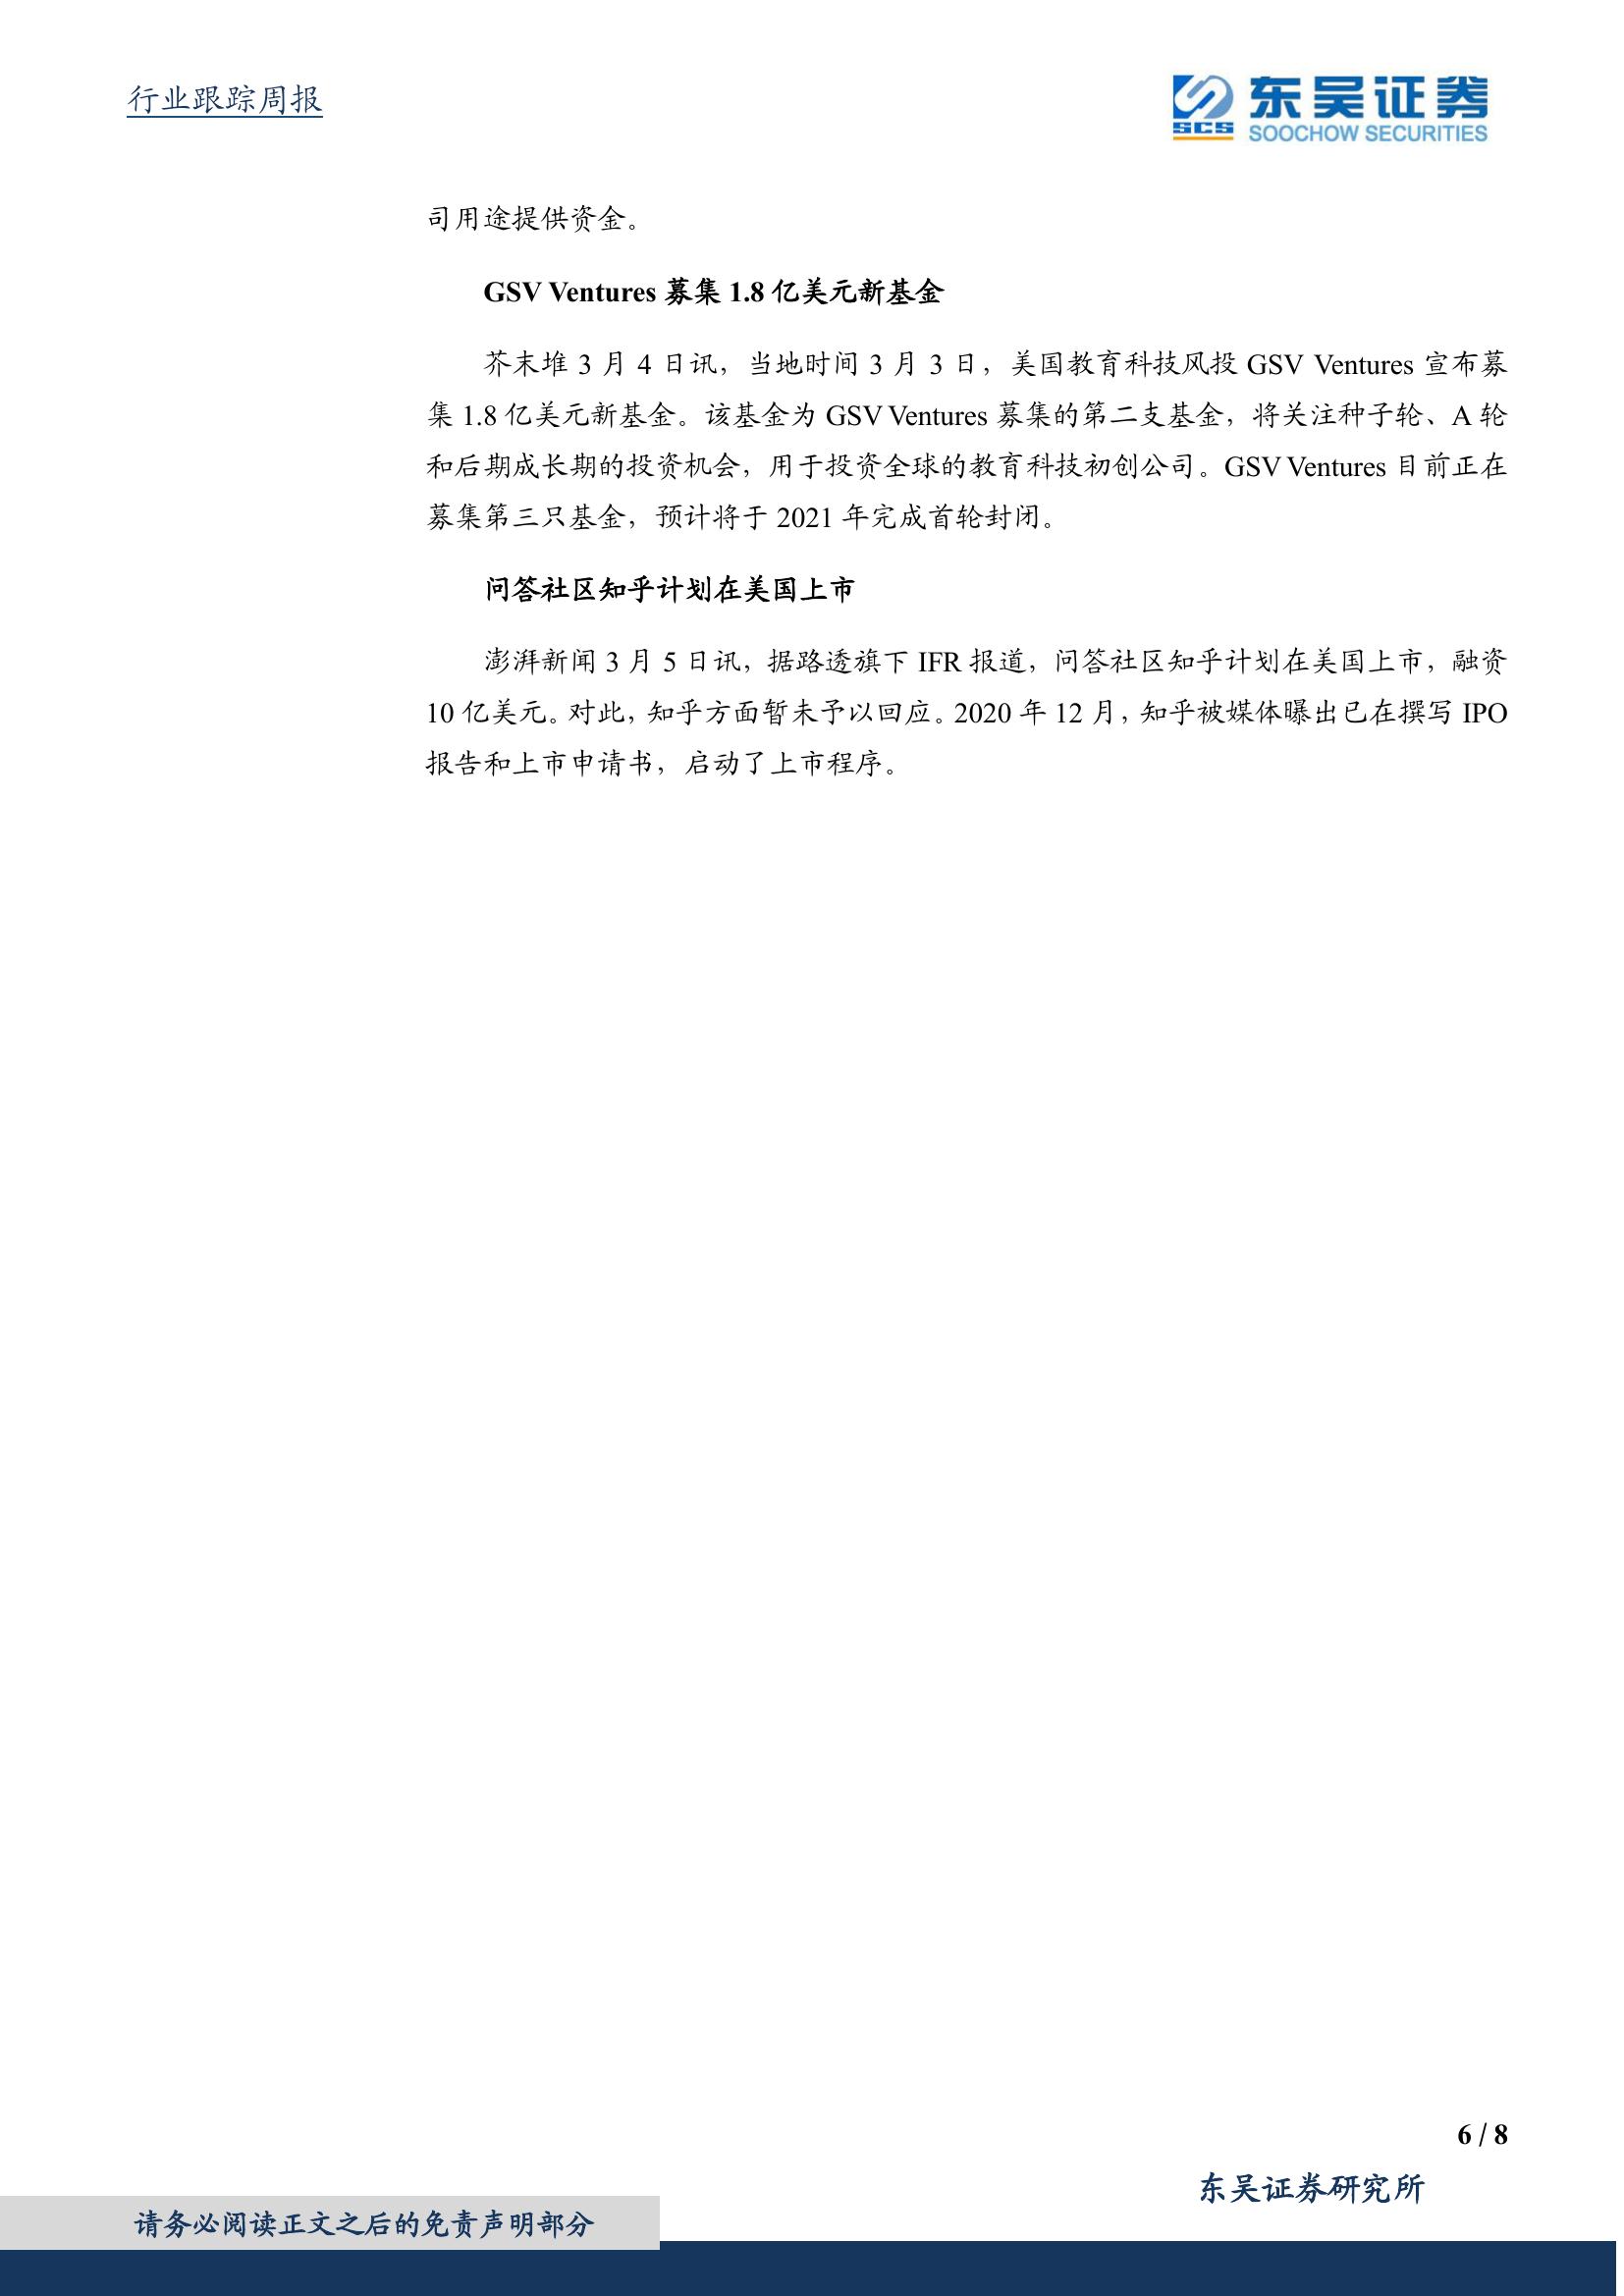 行业跟踪周报
SCS
东吴证券
SOOCHOW SECURITIES
司用途提供资金。
GSV Ventures 募集 1.8 亿美元新基金
芥末堆 3 月 4 日讯，当地时间 3 月 3 日，美国教育科技风投 GSV Ventures 宣布募
集 1.8 亿美元新基金。该基金为 GSV Ventures 募集的第二支基金，将关注种子轮、A 轮
和后期成长期的投资机会，用于投资全球的教育科技初创公司。GSV Ventures 目前正在
募集第三只基金，预计将于 2021 年完成首轮封闭。
问答社区知乎计划在美国上市
澎湃新闻 3 月 5 日讯，据路透旗下 IFR 报道，问答社区知乎计划在美国上市，融资
10 亿美元。对此，知乎方面暂未予以回应。2020 年 12 月，知乎被媒体曝出已在撰写 IPO
报告和上市申请书，启动了上市程序。
6 / 8
东吴证券研究所
请务必阅读正文之后的免责声明部分